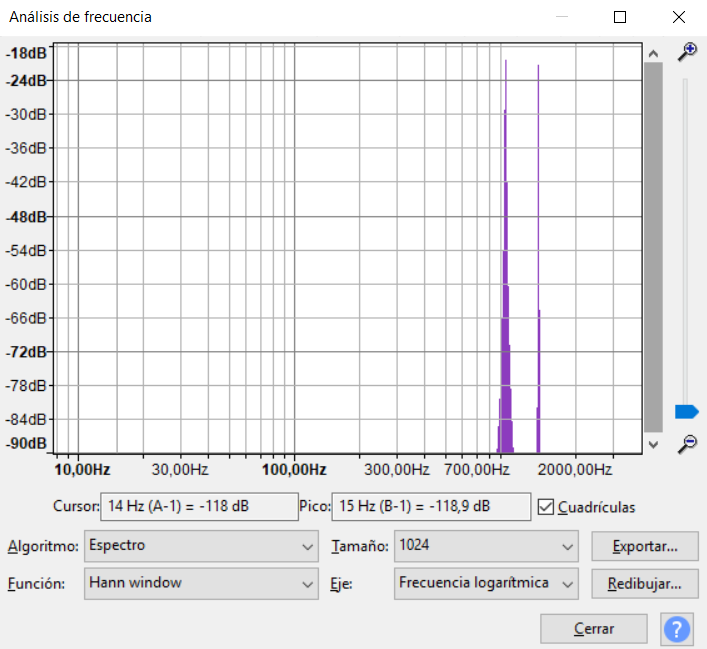 Análisis de frecuencia
-18dB
-24dB
-30dB
-36dB
-42dB
-48dB
-54dB
-60dB
-66dB
-72dB
-78dB
-84dB
-90dB
10,00Hz 30,00Hz 100,00Hz 300,00Hz 700,00Hz 2000,00Hz
Cursor: 14 Hz (A-1) = -118 dB Pico: 15 Hz (B-1) = -118,9 dB Cuadrículas
Algoritmo: Espectro Tamaño: 1024 Exportar...
Función: Hann window Eje: Frecuencia logarítmica Redibujar...
Cerrar ?